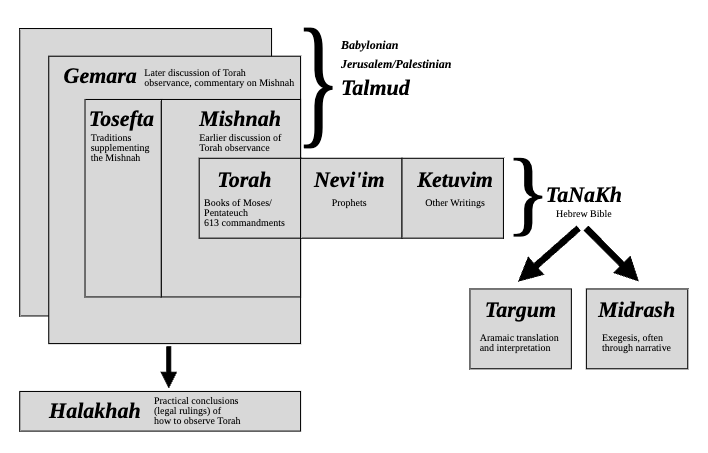 Babylonian
Jerusalem/Palestinian
Talmud
Gemara
Later discussion of Torah
observance, commentary on Mishnah
Tosefta
Traditions
supplementing
the Mishnah
Mishnah
Earlier discussion of
Torah observance
Torah
Books of Moses/
Pentateuch
613 commandments
Nevi'im
Prophets
Ketuvim
Other Writings
TaNaKh
Hebrew Bible
Targum
Aramaic translation
and interpretation
Midrash
Exegesis, often
through narrative
Halakhah
Practical conclusions
(legal rulings) of
how to observe Torah